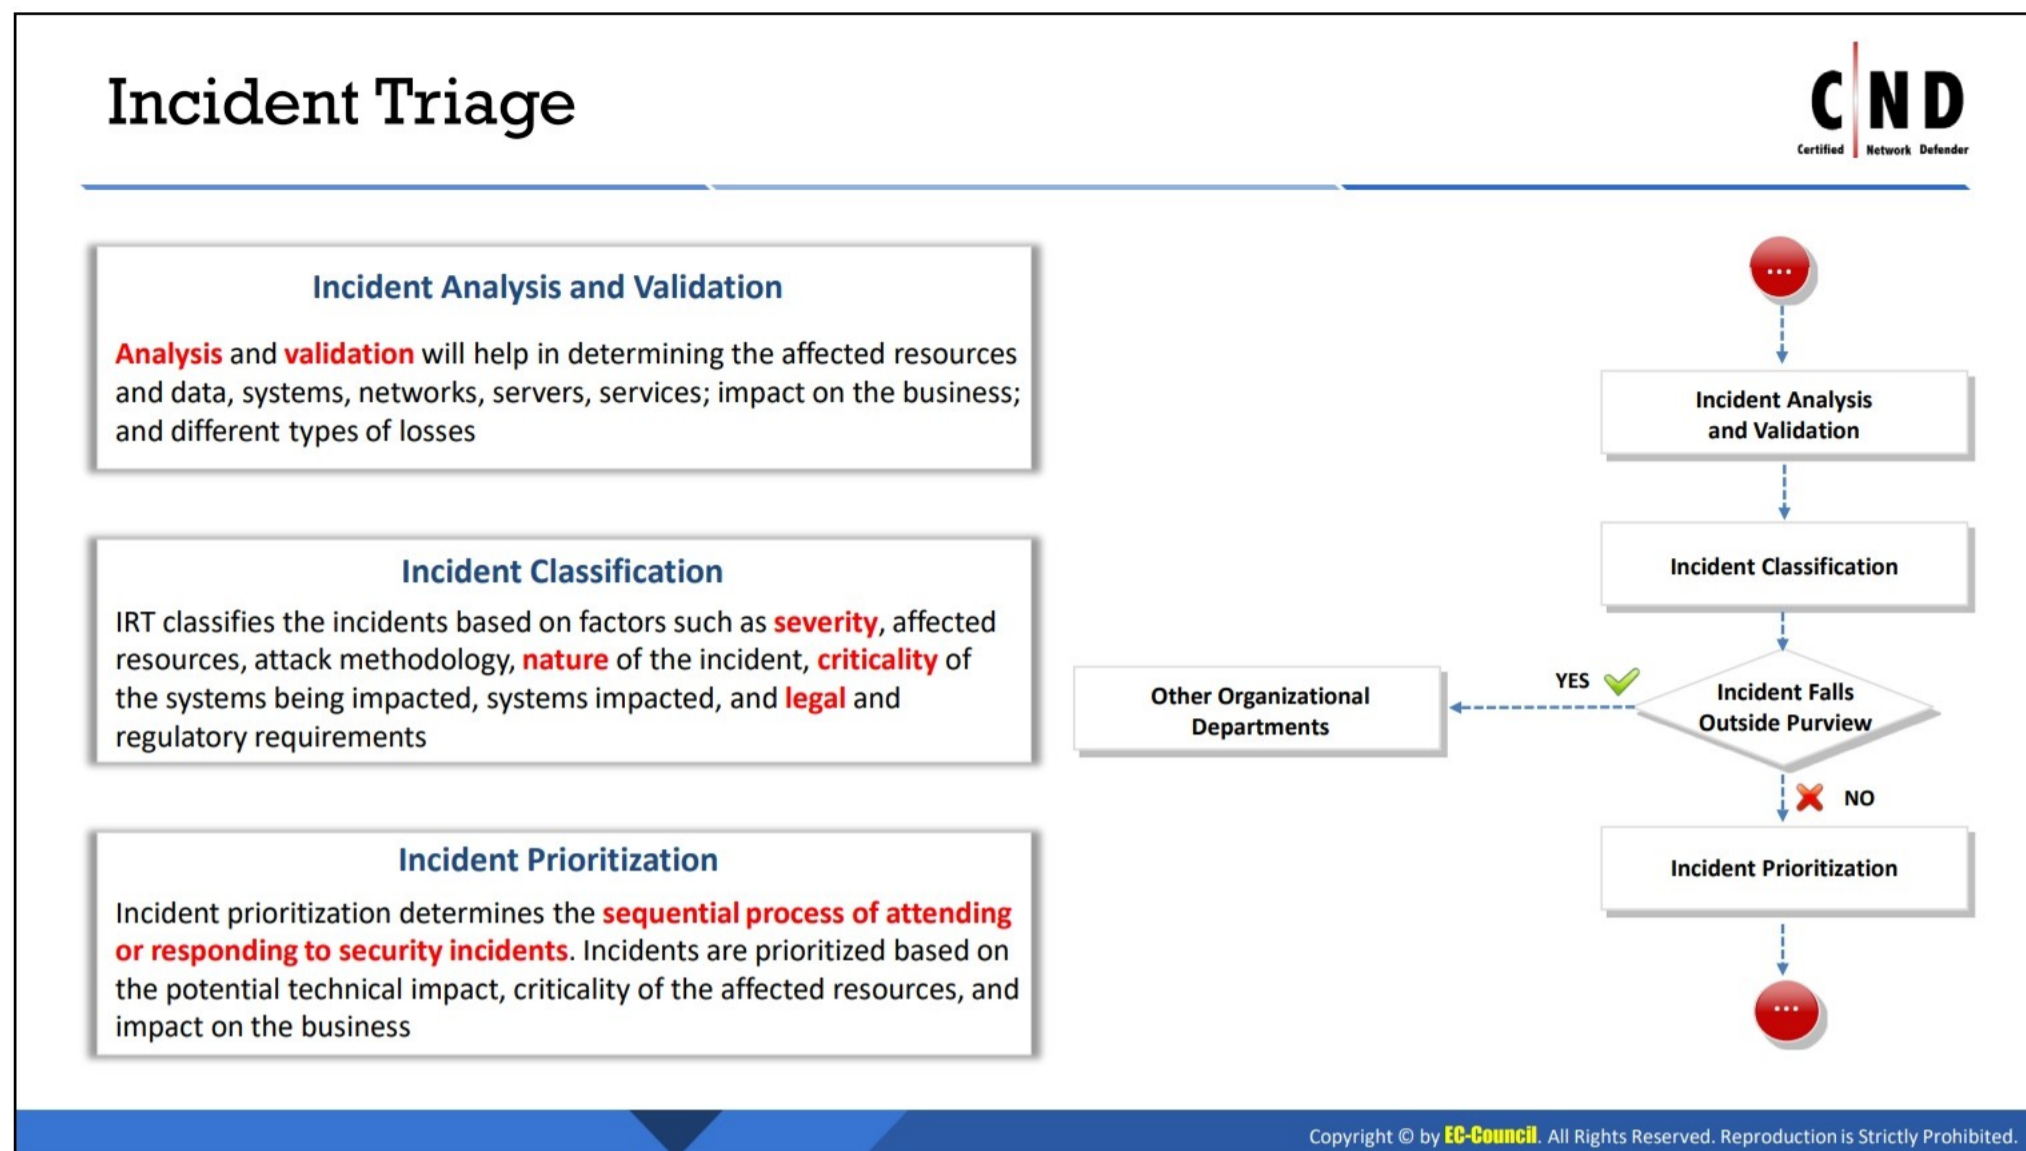 Incident Triage
C N D
Certified Network Defender
Incident Analysis and Validation
Analysis and validation will help in determining the affected resources
and data, systems, networks, servers, services; impact on the business;
and different types of losses
Incident Classification
IRT classifies the incidents based on factors such as severity, affected
resources, attack methodology, nature of the incident, criticality of
the systems being impacted, systems impacted, and legal and
regulatory requirements
Incident Prioritization
Incident prioritization determines the sequential process of attending
or responding to security incidents. Incidents are prioritized based on
the potential technical impact, criticality of the affected resources, and
impact on the business
...
Incident Analysis
and Validation
Incident Classification
Incident Falls
Outside Purview
YES
Other Organizational
Departments
NO
Incident Prioritization
...
Copyright © by EC-Council. All Rights Reserved. Reproduction is Strictly Prohibited.